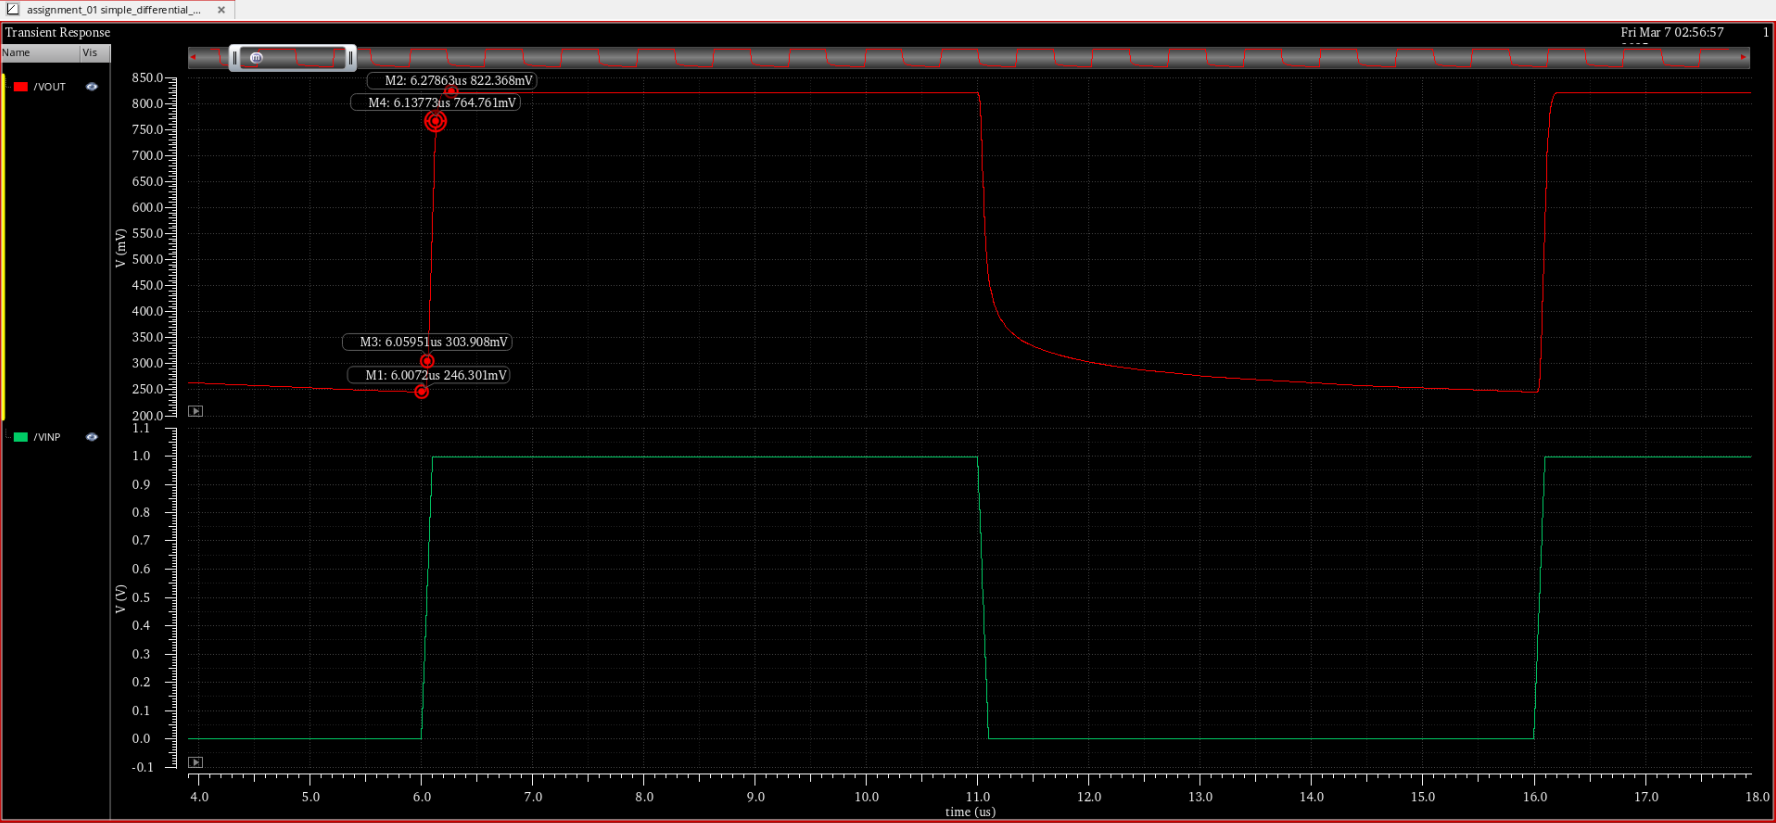 assignment_01 simple_differential_...
Transient Response
Fri Mar 7 02:56:57
1
Name Vis
/VOUT
850.0
800.0
750.0
700.0
650.0
600.0
550.0
500.0
450.0
400.0
350.0
300.0
250.0
200.0
V (mV)
M2: 6.27863us 822.368mV
M4: 6.13773us 764.761mV
M3: 6.05951us 303.908mV
M1: 6.0072us 246.301mV
/VINP
1.1
1.0
0.9
0.8
0.7
0.6
0.5
0.4
0.3
0.2
0.1
0.0
-0.1
V (V)
4.0 5.0 6.0 7.0 8.0 9.0 10.0 11.0 12.0 13.0 14.0 15.0 16.0 17.0 18.0
time (us)